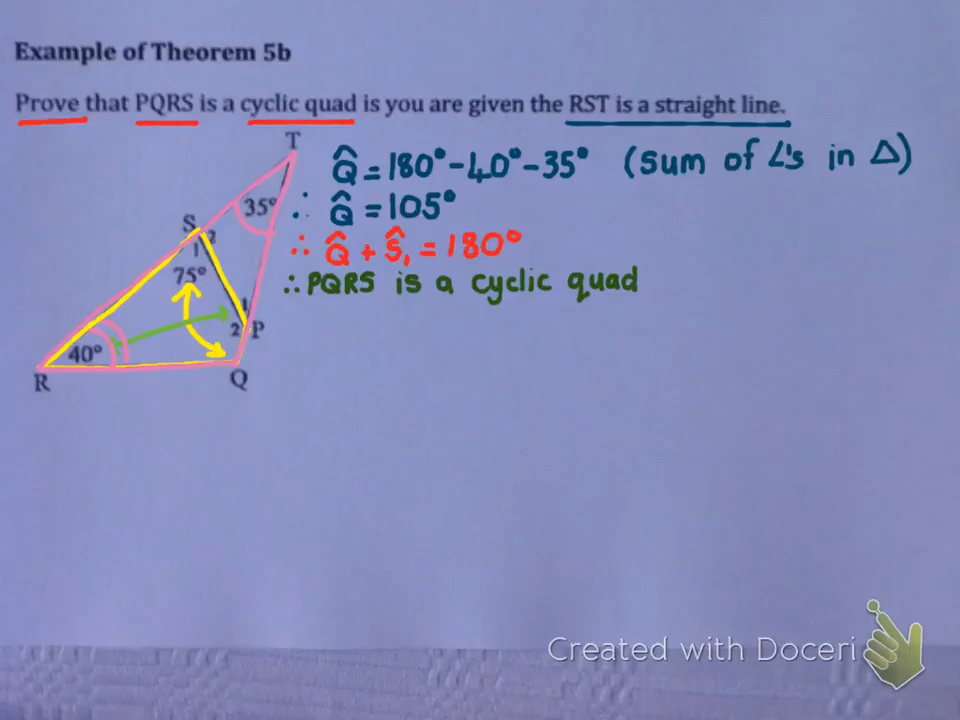 Example of Theorem 5b
Prove that PQRS is a cyclic quad is you are given the RST is a straight line.
T
Q̂ = 180° - 40° - 35° (sum of ∠'s in △)
35°
∴ Q̂ = 105°
S
1
2
∴ Q̂ + Ŝ₁ = 180°
75°
∴ PQRS is a cyclic quad
1
2
P
40°
R
Q
Created with Doceri